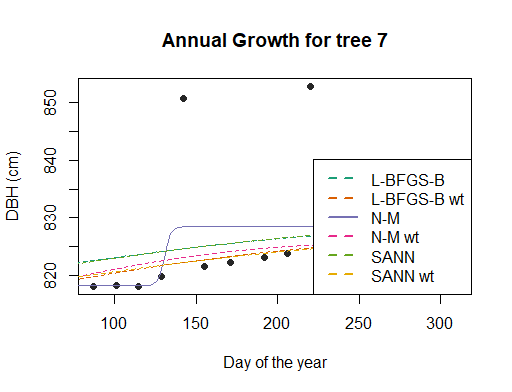 Annual Growth for tree 7
DBH (cm)
850
840
830
820
L-BFGS-B
L-BFGS-B wt
N-M
N-M wt
SANN
SANN wt
100 150 200 250 300
Day of the year